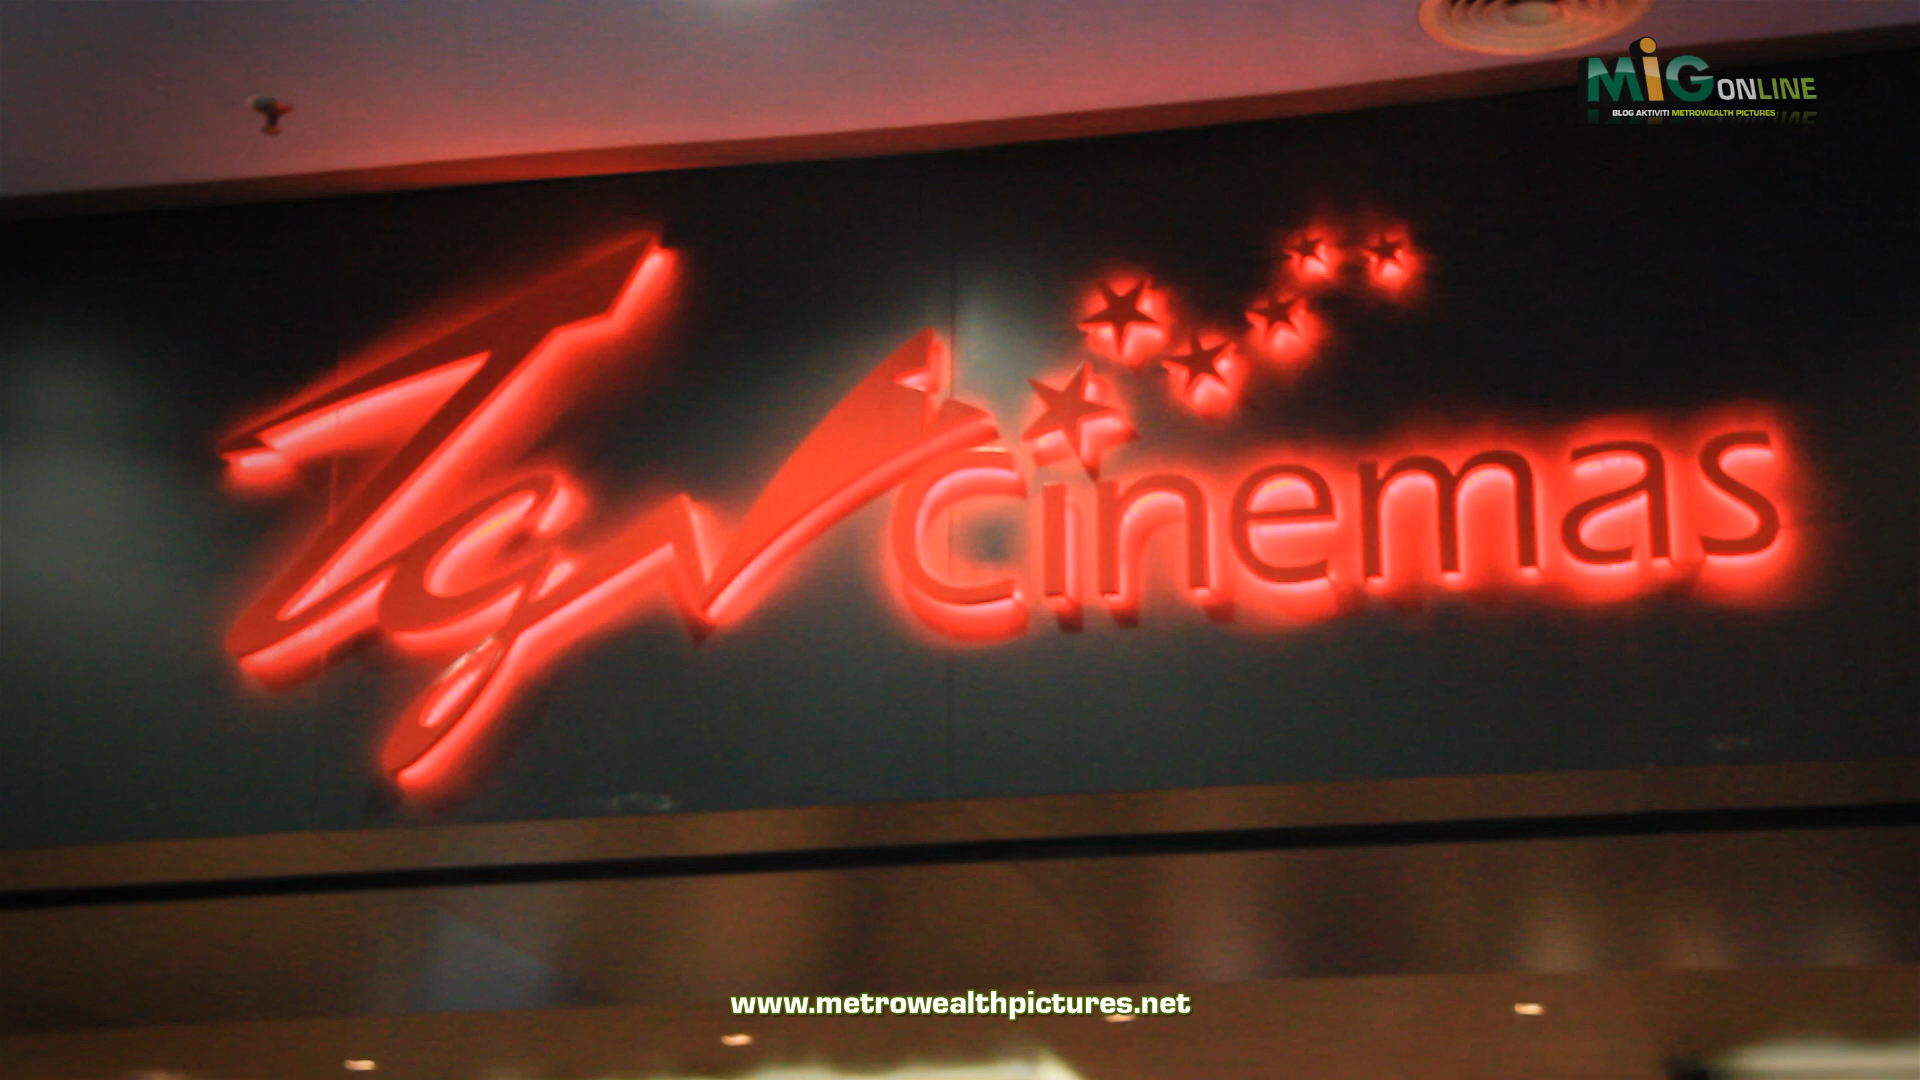 MiG ONLINE
BLOG AKTIVITI METROWEALTH PICTURES
TGV cinemas
www.metrowealthpictures.net